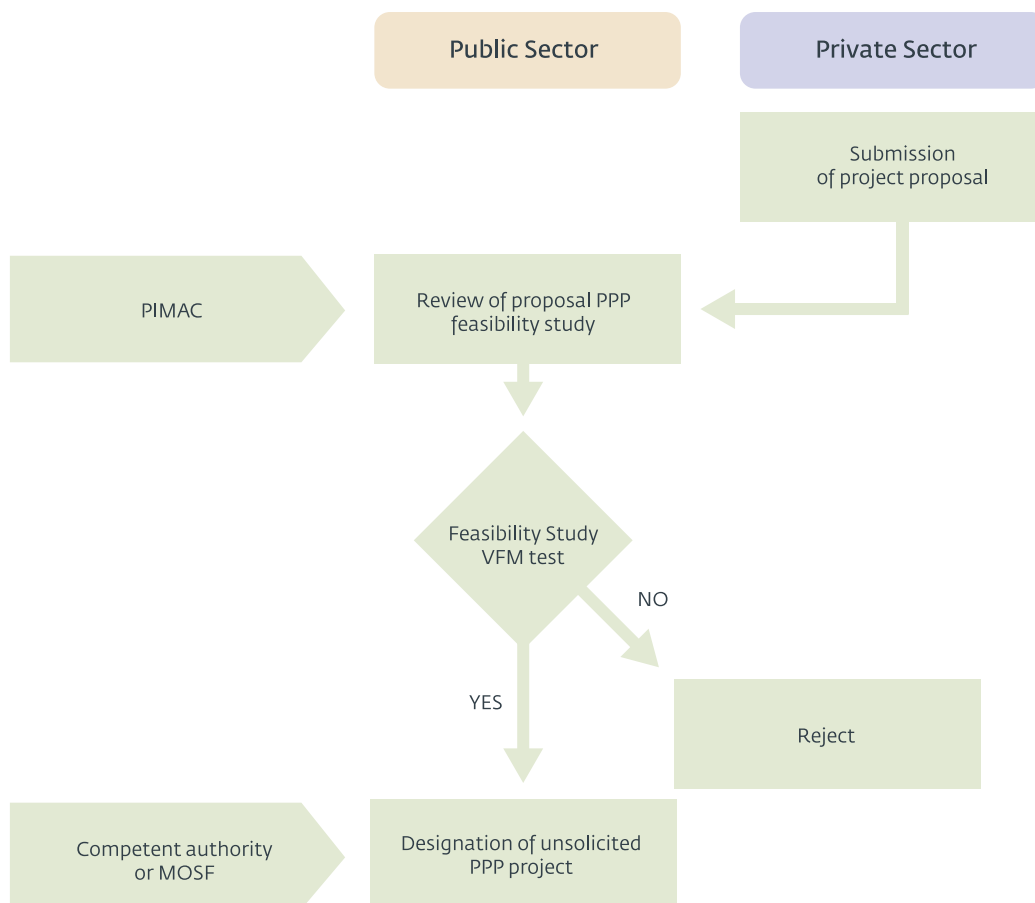 Public Sector
Private Sector
Submission
of project proposal
PIMAC
Review of proposal PPP
feasibility study
Feasibility Study
VFM test
NO
YES
Reject
Competent authority
or MOSF
Designation of unsolicited
PPP project